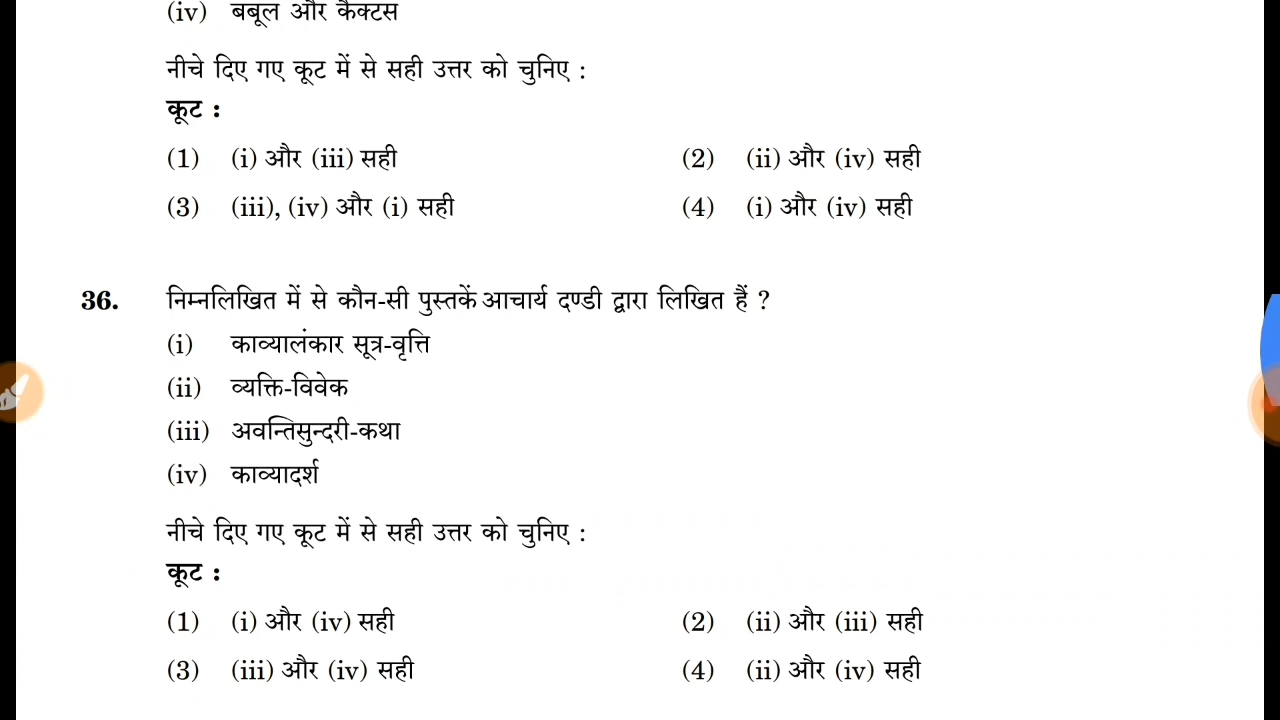 (iv) बबूल और कैक्टस
नीचे दिए गए कूट में से सही उत्तर को चुनिए :
कूट :
(1) (i) और (iii) सही (2) (ii) और (iv) सही
(3) (iii), (iv) और (i) सही (4) (i) और (iv) सही
36. निम्नलिखित में से कौन-सी पुस्तकें आचार्य दण्डी द्वारा लिखित हैं ?
(i) काव्यालंकार सूत्र-वृत्ति
(ii) व्यक्ति-विवेक
(iii) अवन्तिसुन्दरी-कथा
(iv) काव्यादर्श
नीचे दिए गए कूट में से सही उत्तर को चुनिए :
कूट :
(1) (i) और (iv) सही (2) (ii) और (iii) सही
(3) (iii) और (iv) सही (4) (ii) और (iv) सही